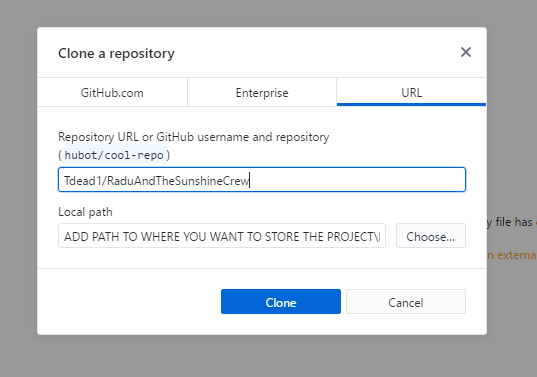 Clone a repository
GitHub.com
Enterprise
URL
Repository URL or GitHub username and repository
(hubot/cool-repo)
Tdead1/RaduAndTheSunshineCrew
Local path
ADD PATH TO WHERE YOU WANT TO STORE THE PROJECT\
Choose...
y file has
n externa
Clone
Cancel